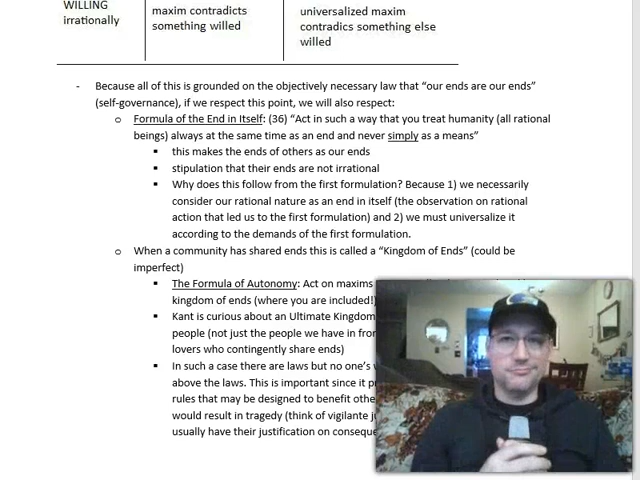 WILLING
irrationally
maxim contradicts
something willed
universalized maxim
contradics something else
willed
- Because all of this is grounded on the objectively necessary law that “our ends are our ends”
(self-governance), if we respect this point, we will also respect:
o Formula of the End in Itself: (36) “Act in such a way that you treat humanity (all rational
beings) always at the same time as an end and never simply as a means”
▪ this makes the ends of others as our ends
▪ stipulation that their ends are not irrational
▪ Why does this follow from the first formulation? Because 1) we necessarily
consider our rational nature as an end in itself (the observation on rational
action that led us to the first formulation) and 2) we must universalize it
according to the demands of the first formulation.
o When a community has shared ends this is called a “Kingdom of Ends” (could be
imperfect)
▪ The Formula of Autonomy: Act on maxims
kingdom of ends (where you are included!)
▪ Kant is curious about an Ultimate Kingdom
people (not just the people we have in fron
lovers who contingently share ends)
▪ In such a case there are laws but no one’s
above the laws. This is important since it p
rules that may be designed to benefit othe
would result in tragedy (think of vigilante ju
usually have their justification on conseque